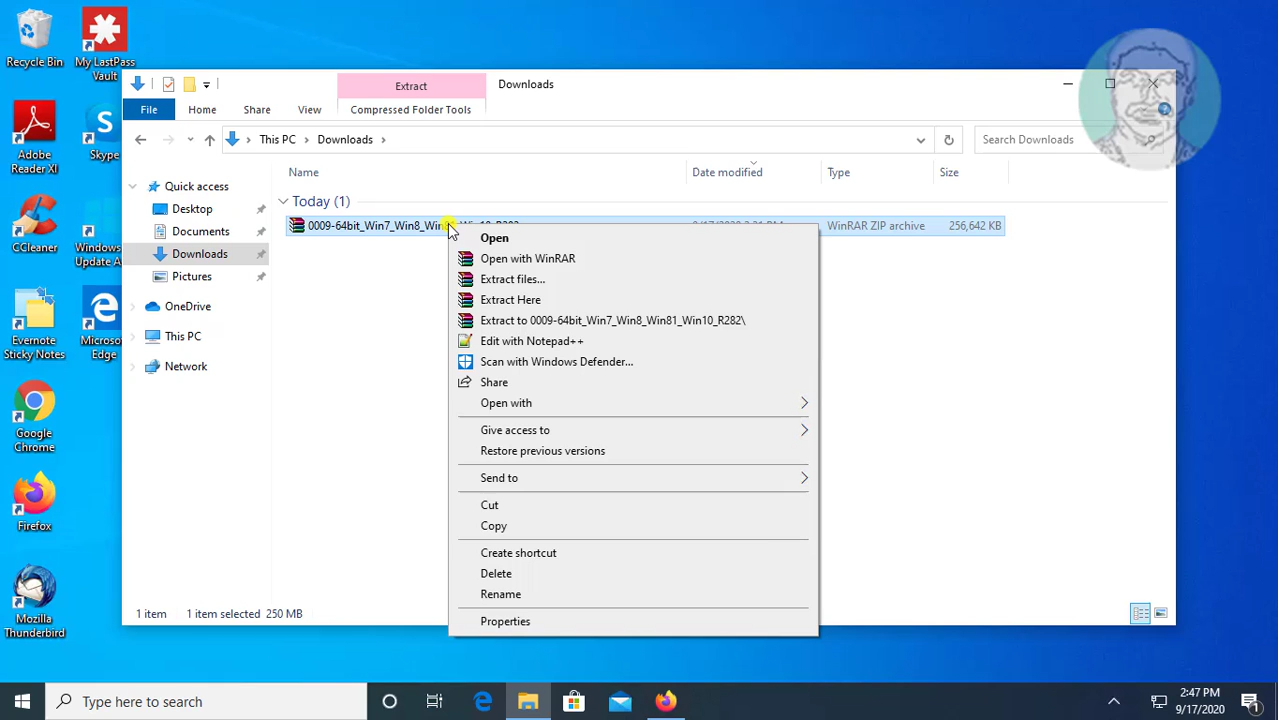 Recycle Bin
My LastPass
Vault
Adobe
Reader XI
Skype
CCleaner
Windows
Update A
Evernote
Sticky Notes
Microsoft
Edge
Google
Chrome
Firefox
Mozilla
Thunderbird
Extract
Downloads
File
Home
Share
View
Compressed Folder Tools
This PC
Downloads
Search Downloads
Name
Date modified
Type
Size
Quick access
Desktop
Documents
Downloads
Pictures
OneDrive
This PC
Network
Today (1)
0009-64bit_Win7_Win8_Win
WinRAR ZIP archive
256,642 KB
Open
Open with WinRAR
Extract files...
Extract Here
Extract to 0009-64bit_Win7_Win8_Win81_Win10_R282\
Edit with Notepad++
Scan with Windows Defender...
Share
Open with
Give access to
Restore previous versions
Send to
Cut
Copy
Create shortcut
Delete
Rename
Properties
1 item
1 item selected 250 MB
Type here to search
2:47 PM
9/17/2020
1